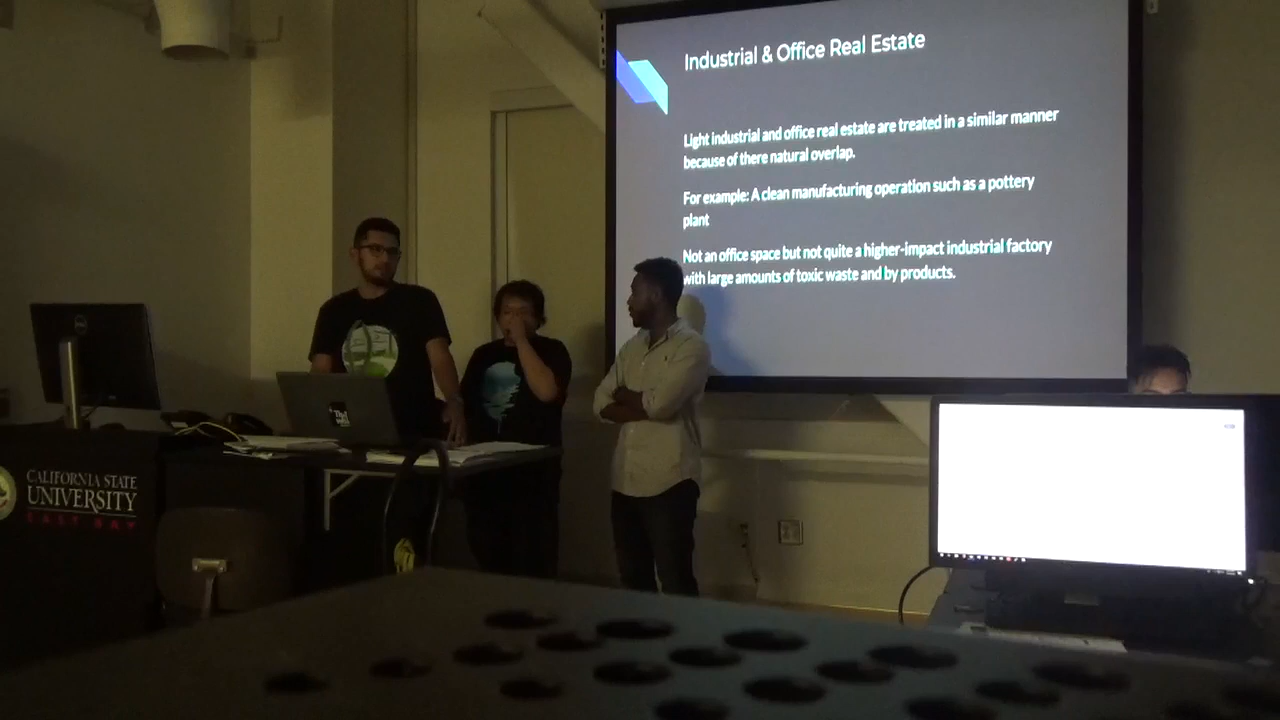 Industrial & Office Real Estate
Light industrial and office real estate are treated in a similar manner
because of there natural overlap.
For example: A clean manufacturing operation such as a pottery
plant
Not an office space but not quite a higher-impact industrial factory
with large amounts of toxic waste and by products.
CALIFORNIA STATE
UNIVERSITY
EAST BAY